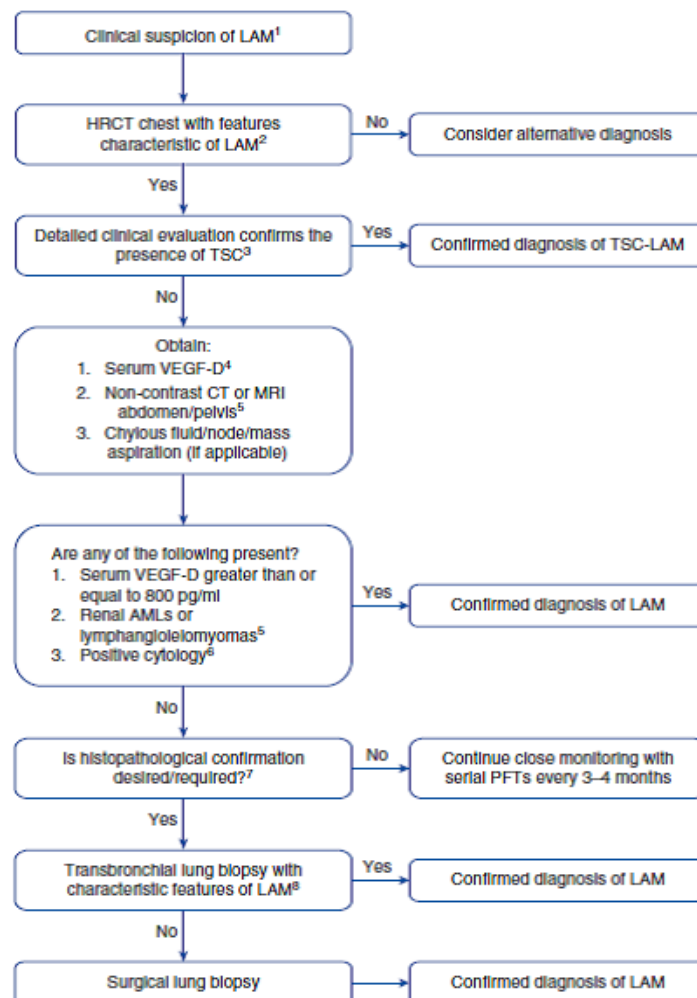 Clinical suspicion of LAM1
HRCT chest with features
characteristic of LAM2
No
Consider alternative diagnosis
Yes
Detailed clinical evaluation confirms the
presence of TSC3
Yes
Confirmed diagnosis of TSC-LAM
No
Obtain:
1. Serum VEGF-D4
2. Non-contrast CT or MRI
abdomen/pelvis5
3. Chylous fluid/node/mass
aspiration (if applicable)
Are any of the following present?
1. Serum VEGF-D greater than or
equal to 800 pg/ml
2. Renal AMLs or
lymphangioleiomyomas5
3. Positive cytology6
Yes
Confirmed diagnosis of LAM
No
Is histopathological confirmation
desired/required?7
No
Continue close monitoring with
serial PFTs every 3–4 months
Yes
Transbronchial lung biopsy with
characteristic features of LAM8
Yes
Confirmed diagnosis of LAM
No
Surgical lung biopsy
Confirmed diagnosis of LAM